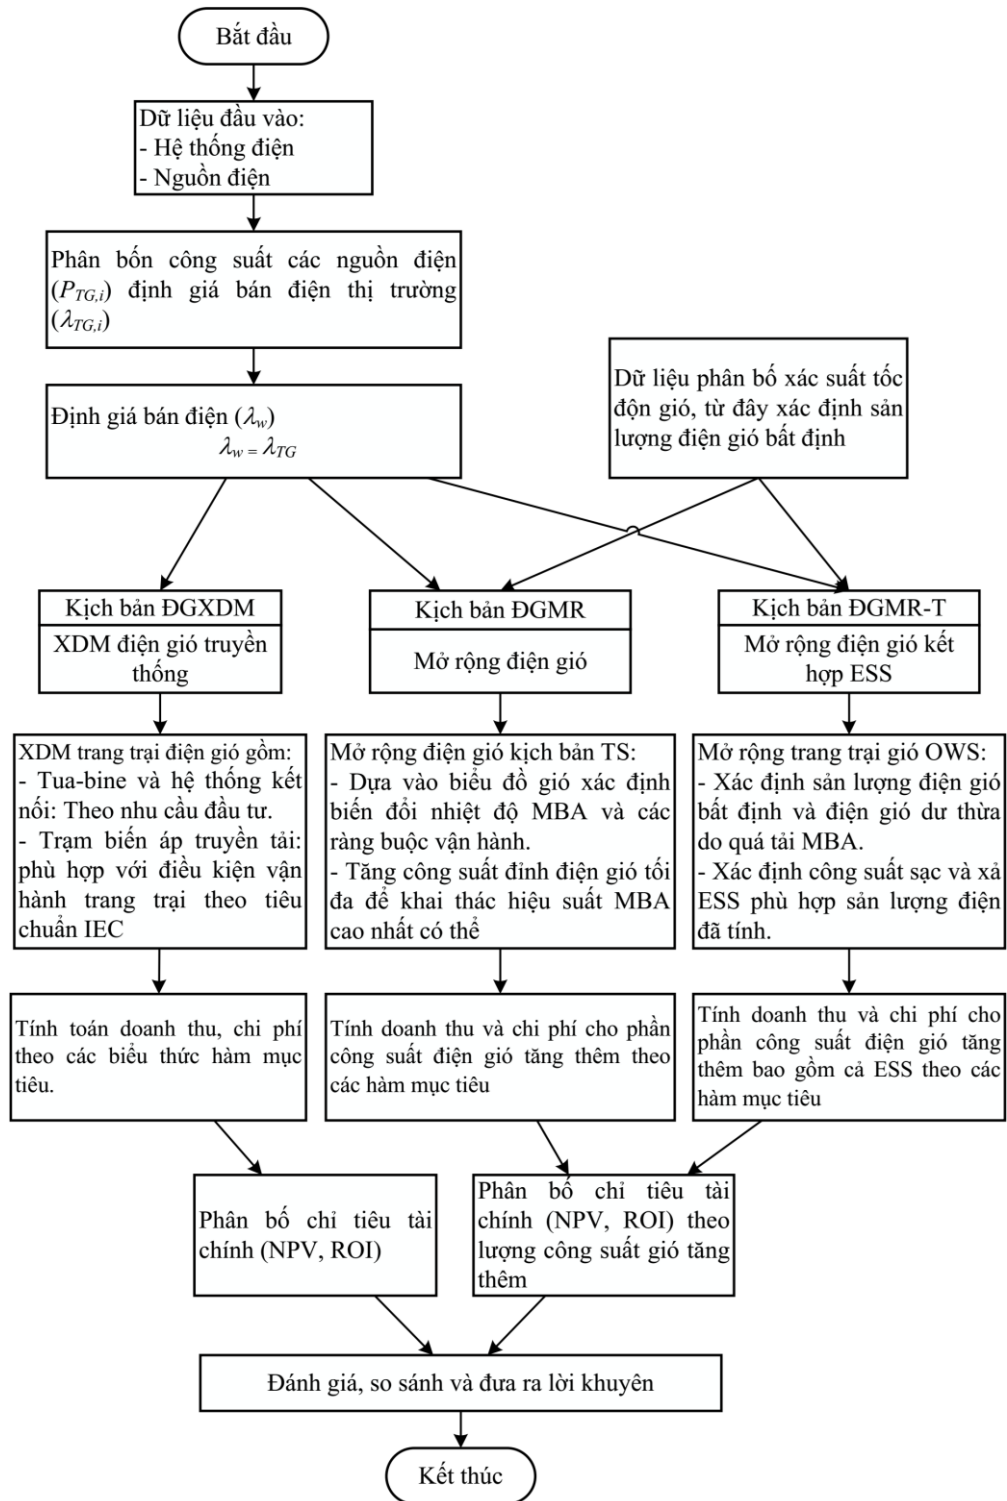 Bắt đầu
Dữ liệu đầu vào:
- Hệ thống điện
- Nguồn điện
Phân bốn công suất các nguồn điện
(P_{TG,i}) định giá bán điện thị trường
(λ_{TG,i})
Định giá bán điện (λ_w)
λ_w = λ_{TG}
Dữ liệu phân bố xác suất tốc
độn gió, từ đây xác định sản
lượng điện gió bất định
Kịch bản ĐGXDM
XDM điện gió truyền
thống
Kịch bản ĐGMR
Mở rộng điện gió
Kịch bản ĐGMR-T
Mở rộng điện gió kết
hợp ESS
XDM trang trại điện gió gồm:
- Tua-bine và hệ thống kết
nối: Theo nhu cầu đầu tư.
- Trạm biến áp truyền tải:
phù hợp với điều kiện vận
hành trang trại theo tiêu
chuẩn IEC
Mở rộng điện gió kịch bản TS:
- Dựa vào biểu đồ gió xác định
biến đổi nhiệt độ MBA và các
ràng buộc vận hành.
- Tăng công suất đỉnh điện gió tối
đa để khai thác hiệu suất MBA
cao nhất có thể
Mở rộng trang trại gió OWS:
- Xác định sản lượng điện gió
bất định và điện gió dư thừa
do quá tải MBA.
- Xác định công suất sạc và xả
ESS phù hợp sản lượng điện
đã tính.
Tính toán doanh thu, chi phí
theo các biểu thức hàm mục
tiêu.
Tính doanh thu và chi phí cho phần
công suất điện gió tăng thêm theo
các hàm mục tiêu
Tính doanh thu và chi phí cho
phần công suất điện gió tăng
thêm bao gồm cả ESS theo các
hàm mục tiêu
Phân bố chỉ tiêu tài
chính (NPV, ROI)
Phân bố chỉ tiêu tài
chính (NPV, ROI) theo
lượng công suất gió tăng
thêm
Đánh giá, so sánh và đưa ra lời khuyên
Kết thúc